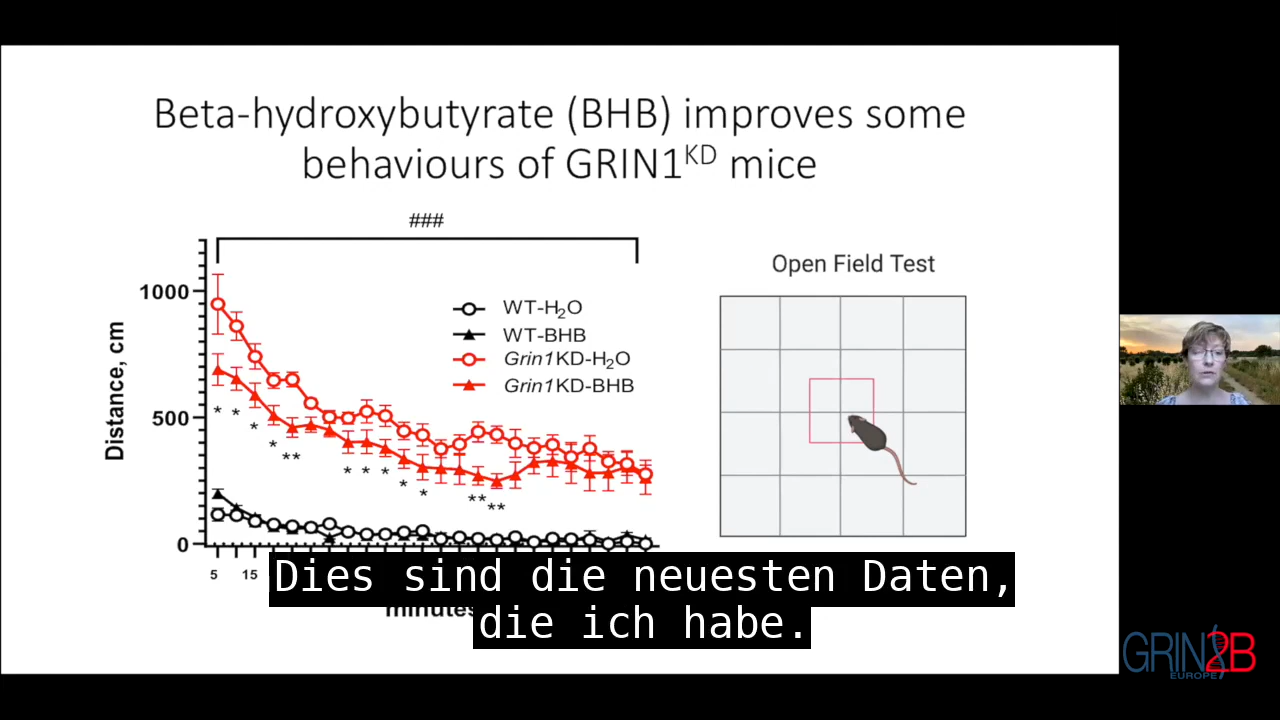 Beta-hydroxybutyrate (BHB) improves some
behaviours of GRIN1ᴷᴰ mice
###
Open Field Test
1000
500
0
Distance, cm
WT-H₂O
WT-BHB
Grin1KD-H₂O
Grin1KD-BHB
* * * * ** * * * * * ** **
5 15
minutes
Dies sind die neuesten Daten,
die ich habe.
GRIN2B
EUROPE